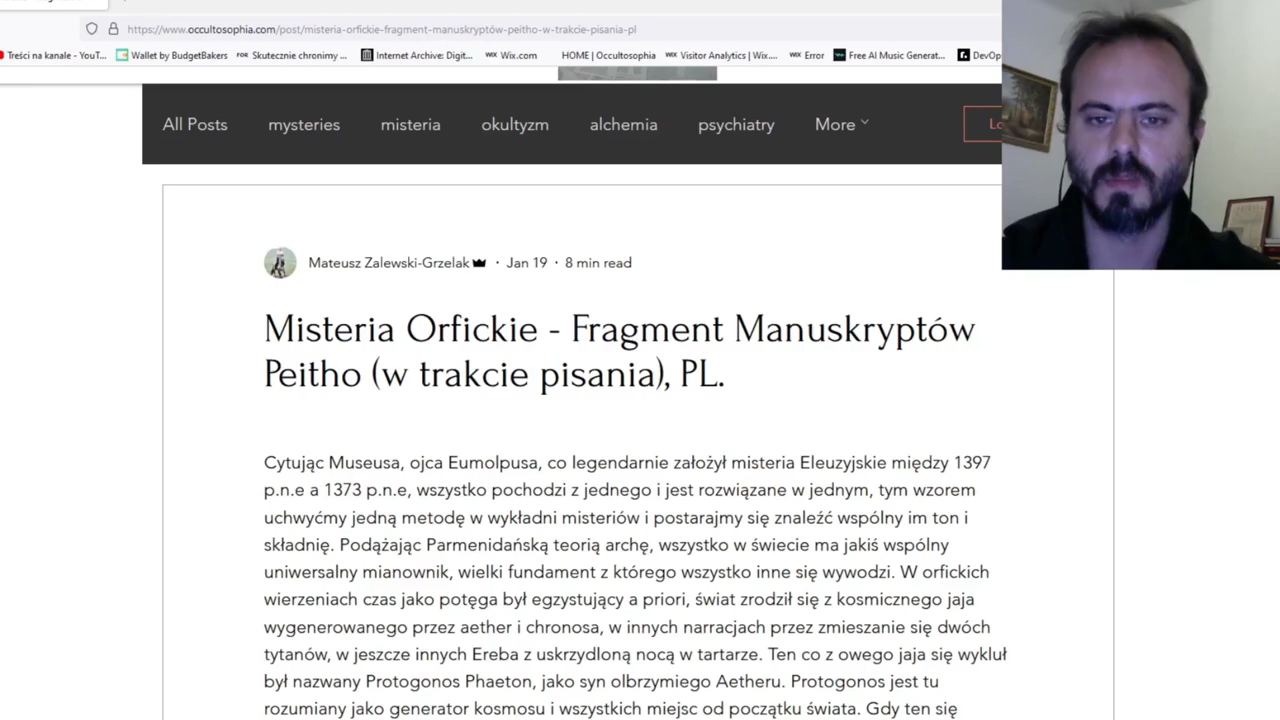 https://www.occultosophia.com/post/misteria-orfickie-fragment-manuskryptów-peitho-w-trakcie-pisania-pl
Treści na kanale - YouT... Wallet by BudgetBakers FOR Skutecznie chronimy ... Internet Archive: Digit... WiX Wix.com HOME | Occultosophia WiX Visitor Analytics | Wix.... WiX Error Free AI Music Generat... DevOp
All Posts mysteries misteria okultyzm alchemia psychiatry More Lo
Mateusz Zalewski-Grzelak · Jan 19 · 8 min read
Misteria Orfickie - Fragment Manuskryptów
Peitho (w trakcie pisania), PL.
Cytując Museusa, ojca Eumolpusa, co legendarnie założył misteria Eleuzyjskie między 1397
p.n.e a 1373 p.n.e, wszystko pochodzi z jednego i jest rozwiązane w jednym, tym wzorem
uchwyćmy jedną metodę w wykładni misteriów i postarajmy się znaleźć wspólny im ton i
składnię. Podążając Parmenidańską teorią archę, wszystko w świecie ma jakiś wspólny
uniwersalny mianownik, wielki fundament z którego wszystko inne się wywodzi. W orfickich
wierzeniach czas jako potęga był egzystujący a priori, świat zrodził się z kosmicznego jaja
wygenerowanego przez aether i chronosa, w innych narracjach przez zmieszanie się dwóch
tytanów, w jeszcze innych Ereba z uskrzydloną nocą w tartarze. Ten co z owego jaja się wykluł
był nazwany Protogonos Phaeton, jako syn olbrzymiego Aetheru. Protogonos jest tu
rozumiany jako generator kosmosu i wszystkich miejsc od początku świata. Gdy ten się